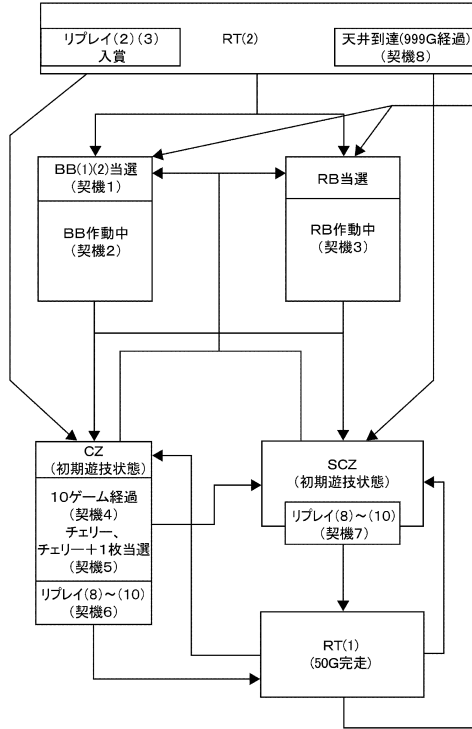 リプレイ(2)(3)
入賞
RT(2)
天井到達(999G経過)
(契機8)
BB(1)(2)当選
(契機1)
BB作動中
(契機2)
RB当選
RB作動中
(契機3)
CZ
(初期遊技状態)
10ゲーム経過
(契機4)
チェリー、
チェリー+1枚当選
(契機5)
リプレイ(8)～(10)
(契機6)
SCZ
(初期遊技状態)
リプレイ(8)～(10)
(契機7)
RT(1)
(50G完走)